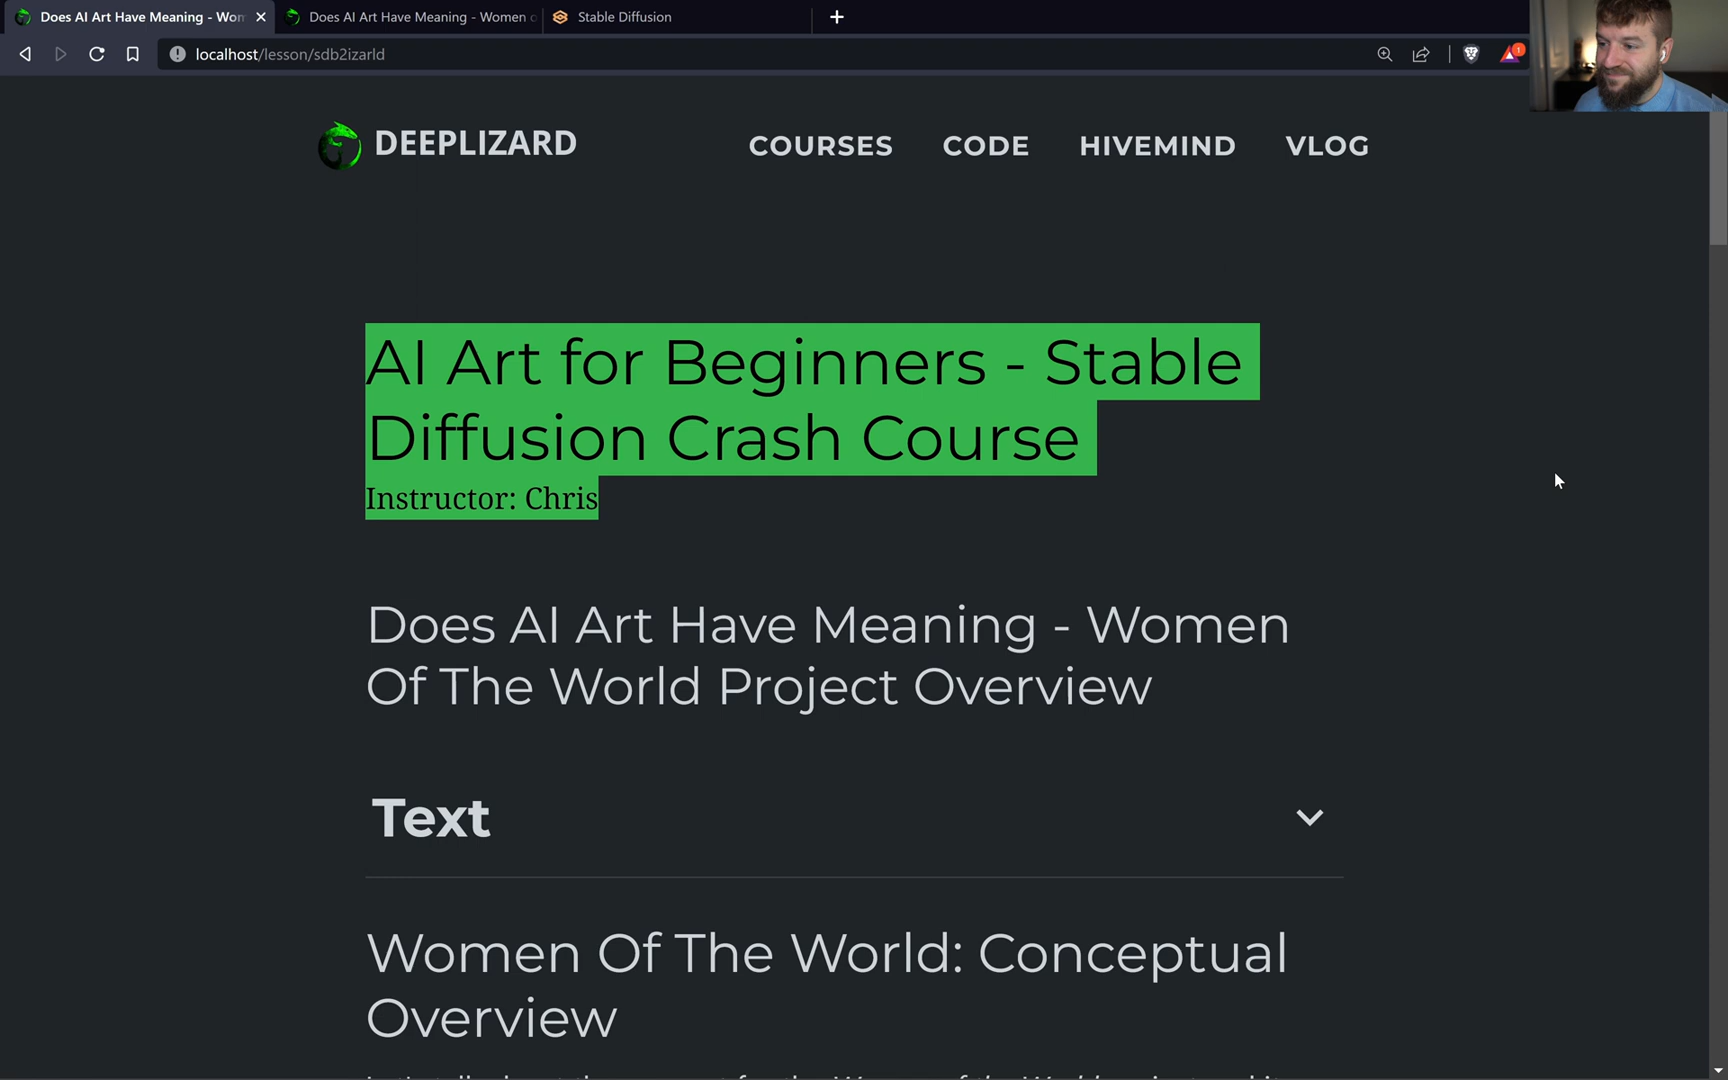 Does AI Art Have Meaning - Wom
Does AI Art Have Meaning - Women o
Stable Diffusion
localhost/lesson/sdb2izarld
1
DEEPLIZARD
COURSES
CODE
HIVEMIND
VLOG
AI Art for Beginners - Stable
Diffusion Crash Course
Instructor: Chris
Does AI Art Have Meaning - Women
Of The World Project Overview
Text
Women Of The World: Conceptual
Overview